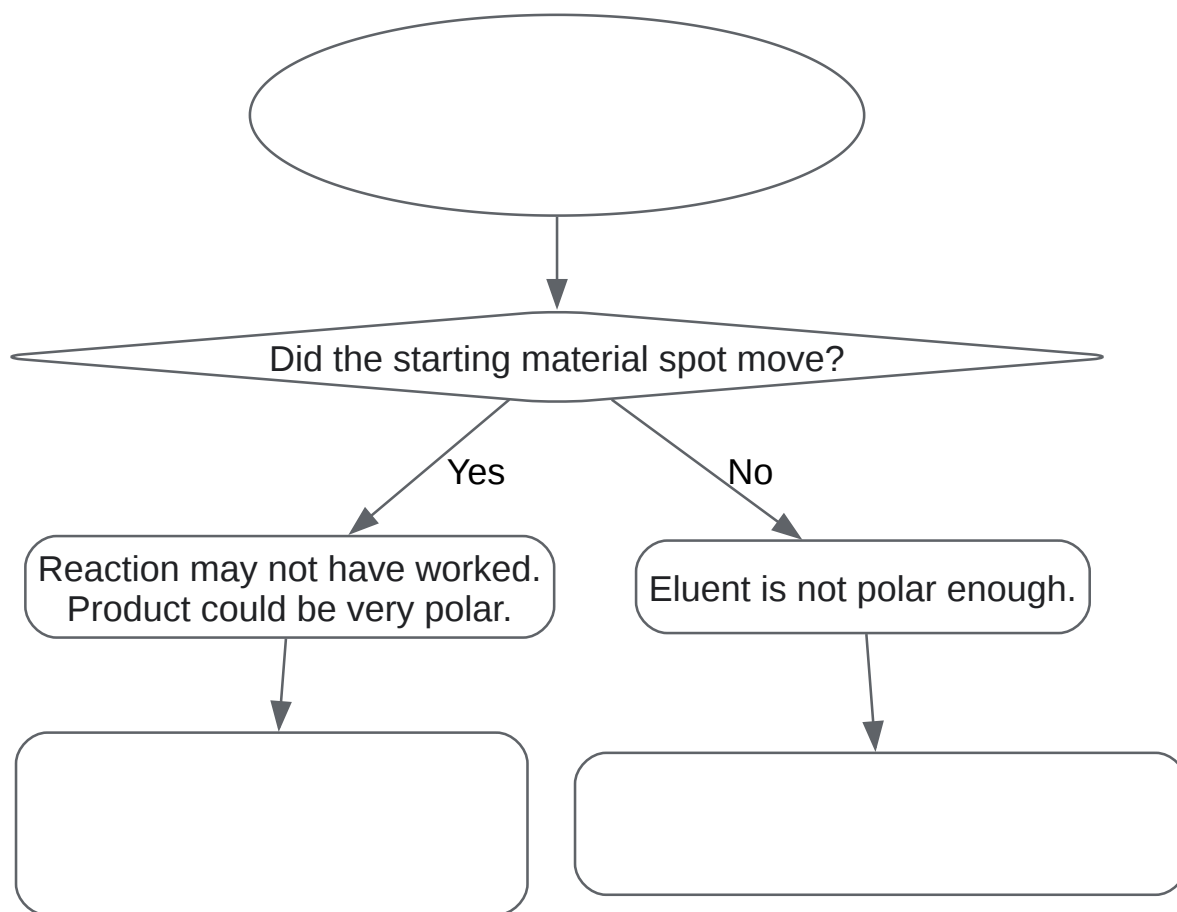 Did the starting material spot move?
Yes
No
Reaction may not have worked.
Product could be very polar.
Eluent is not polar enough.